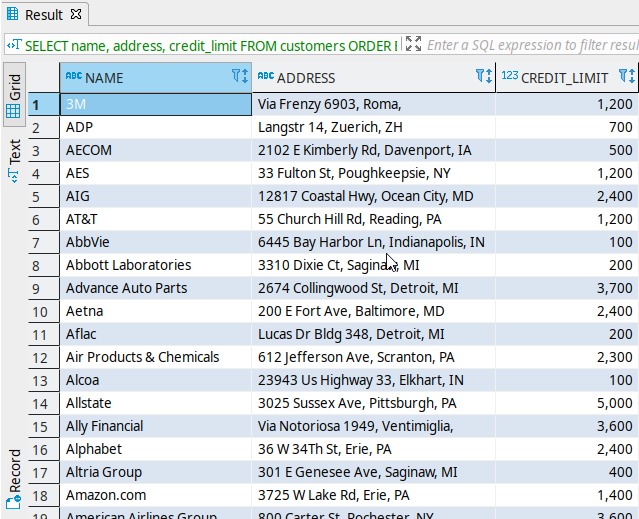 Result
SELECT name, address, credit_limit FROM customers ORDER Enter a SQL expression to filter resul
Grid
Text
Record
ABC NAME ABC ADDRESS 123 CREDIT_LIMIT
1 3M Via Frenzy 6903, Roma, 1,200
2 ADP Langstr 14, Zuerich, ZH 700
3 AECOM 2102 E Kimberly Rd, Davenport, IA 500
4 AES 33 Fulton St, Poughkeepsie, NY 1,200
5 AIG 12817 Coastal Hwy, Ocean City, MD 2,400
6 AT&T 55 Church Hill Rd, Reading, PA 1,200
7 AbbVie 6445 Bay Harbor Ln, Indianapolis, IN 100
8 Abbott Laboratories 3310 Dixie Ct, Saginaw, MI 200
9 Advance Auto Parts 2674 Collingwood St, Detroit, MI 3,700
10 Aetna 200 E Fort Ave, Baltimore, MD 2,400
11 Aflac Lucas Dr Bldg 348, Detroit, MI 200
12 Air Products & Chemicals 612 Jefferson Ave, Scranton, PA 2,300
13 Alcoa 23943 Us Highway 33, Elkhart, IN 100
14 Allstate 3025 Sussex Ave, Pittsburgh, PA 5,000
15 Ally Financial Via Notoriosa 1949, Ventimiglia, 3,600
16 Alphabet 36 W 34Th St, Erie, PA 2,400
17 Altria Group 301 E Genesee Ave, Saginaw, MI 400
18 Amazon.com 3725 W Lake Rd, Erie, PA 1,400
19 American Airlines Group 800 Carter St, Rochester, NY 3,600